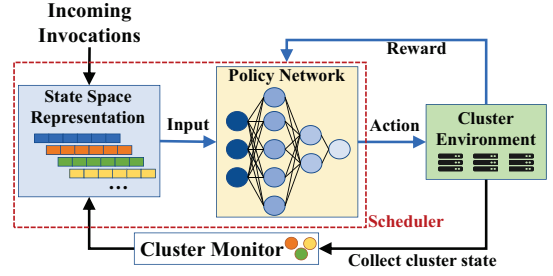 Incoming
Invocations
Reward
Policy Network
State Space
Representation
...
Input
Action
Cluster
Environment
Scheduler
Cluster Monitor
Collect cluster state